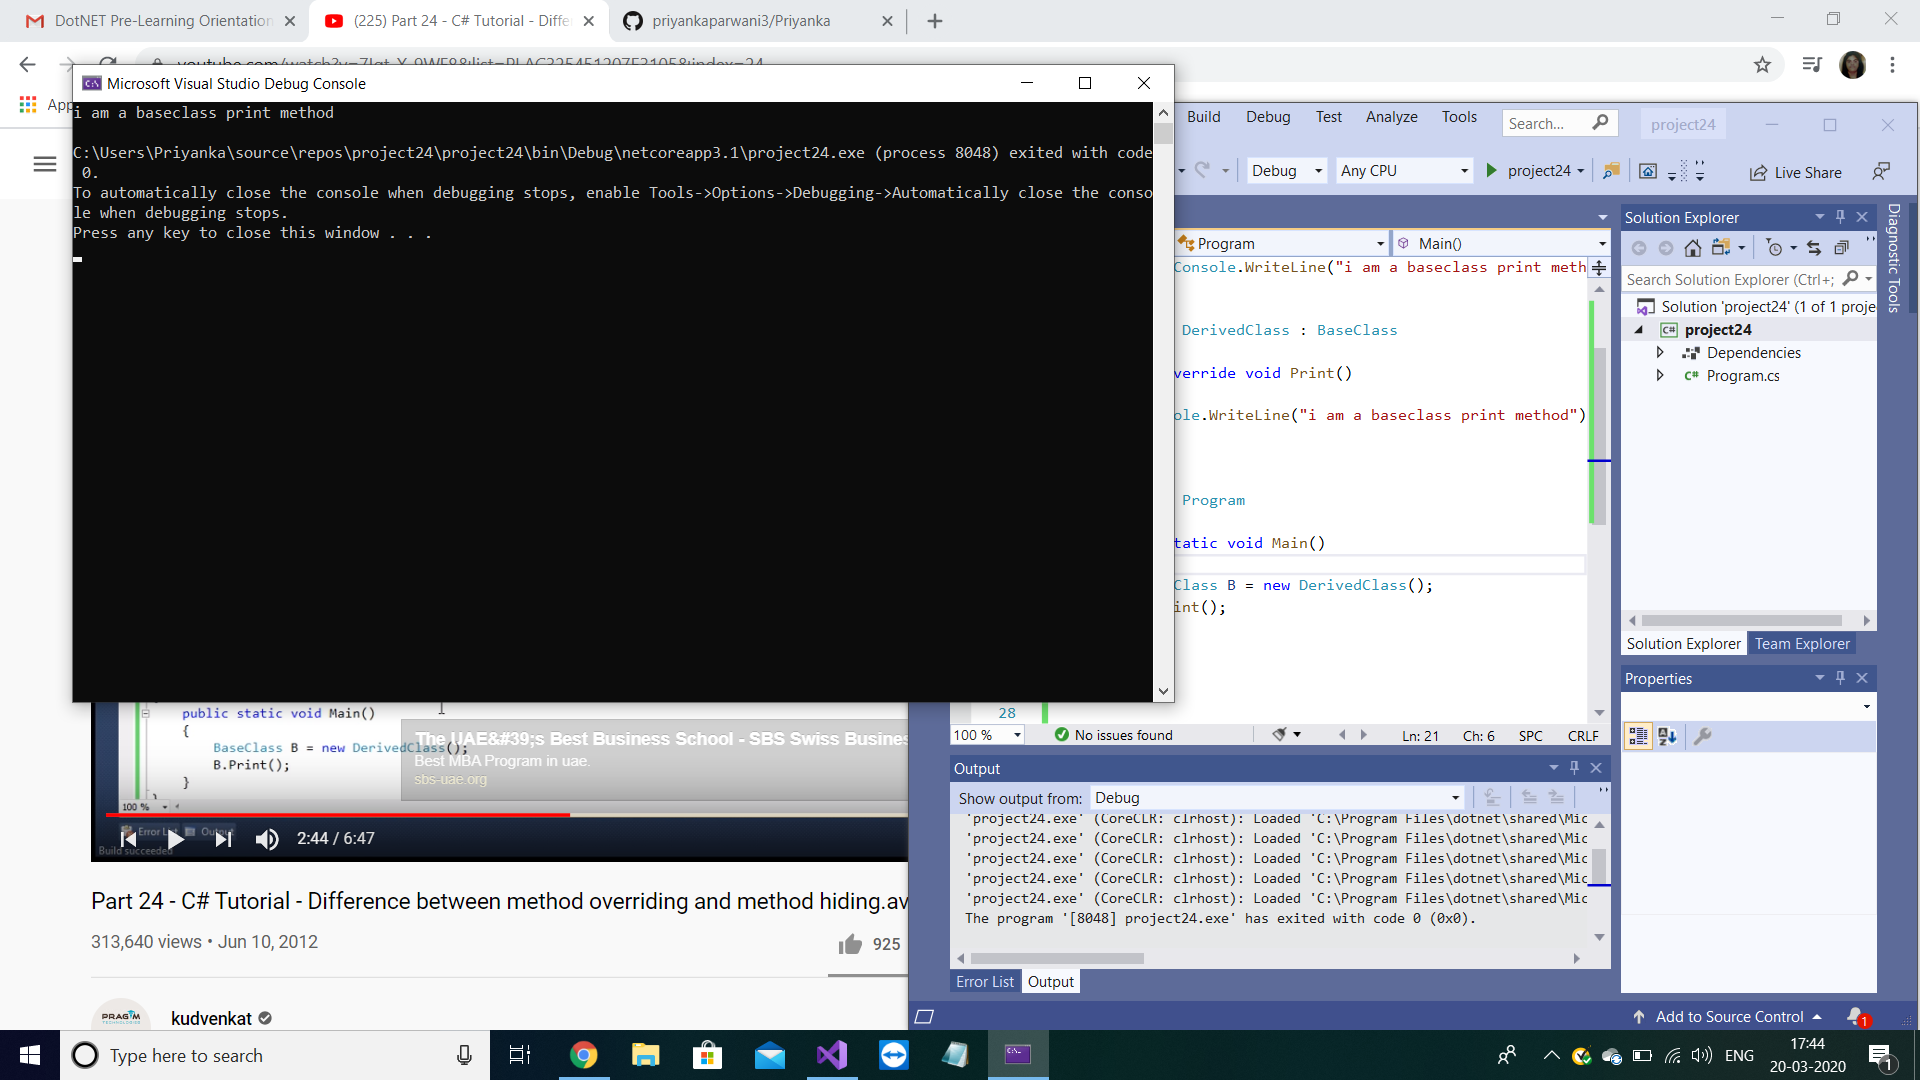 DotNET Pre-Learning Orientation
(225) Part 24 - C# Tutorial - Diffe
priyankaparwani3/Priyanka
App
Microsoft Visual Studio Debug Console
i am a baseclass print method
C:\Users\Priyanka\source\repos\project24\project24\bin\Debug\netcoreapp3.1\project24.exe (process 8048) exited with code
0.
To automatically close the console when debugging stops, enable Tools->Options->Debugging->Automatically close the conso
le when debugging stops.
Press any key to close this window . . .
Build Debug Test Analyze Tools Search... project24
Debug Any CPU project24 Live Share
Program Main()
Console.WriteLine("i am a baseclass print meth
DerivedClass : BaseClass
verride void Print()
ole.WriteLine("i am a baseclass print method")
Program
tatic void Main()
Class B = new DerivedClass();
int();
28
100 % No issues found Ln: 21 Ch: 6 SPC CRLF
Solution Explorer
Search Solution Explorer (Ctrl+;
Solution 'project24' (1 of 1 proje
project24
Dependencies
C# Program.cs
Solution Explorer Team Explorer
Properties
Diagnostic Tools
Output
Show output from: Debug
'project24.exe' (CoreCLR: clrhost): Loaded 'C:\Program Files\dotnet\shared\Mic
'project24.exe' (CoreCLR: clrhost): Loaded 'C:\Program Files\dotnet\shared\Mic
'project24.exe' (CoreCLR: clrhost): Loaded 'C:\Program Files\dotnet\shared\Mic
'project24.exe' (CoreCLR: clrhost): Loaded 'C:\Program Files\dotnet\shared\Mic
'project24.exe' (CoreCLR: clrhost): Loaded 'C:\Program Files\dotnet\shared\Mic
The program '[8048] project24.exe' has exited with code 0 (0x0).
Error List Output
Add to Source Control
1
public static void Main()
{
BaseClass B = new DerivedClass();
B.Print();
}
100 %
The UAE&#39;s Best Business School - SBS Swiss Busines
Best MBA Program in uae.
sbs-uae.org
Error List Output
Build succeeded
2:44 / 6:47
Part 24 - C# Tutorial - Difference between method overriding and method hiding.av
313,640 views • Jun 10, 2012
925
PRAGIM
TECHNOLOGIES
kudvenkat
Type here to search
ENG
17:44
20-03-2020
1